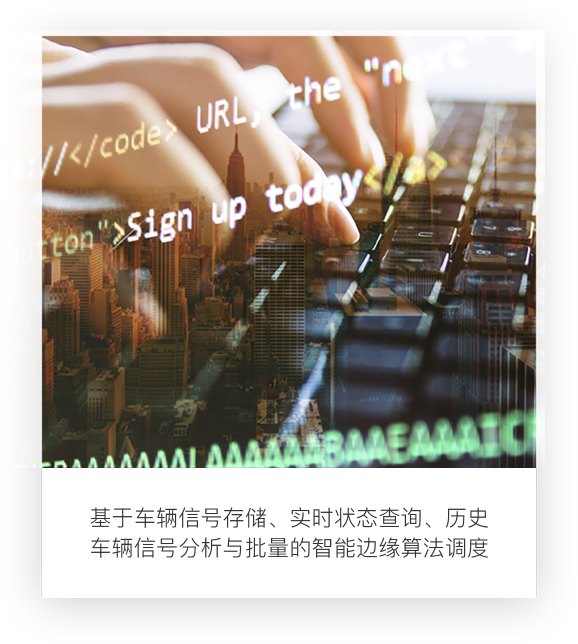 URL, the "next"
://</code>
Sign up today</a>
button">
AAAAAAAALAAAAAABAAEAAAICR
基于车辆信号存储、实时状态查询、历史
车辆信号分析与批量的智能边缘算法调度